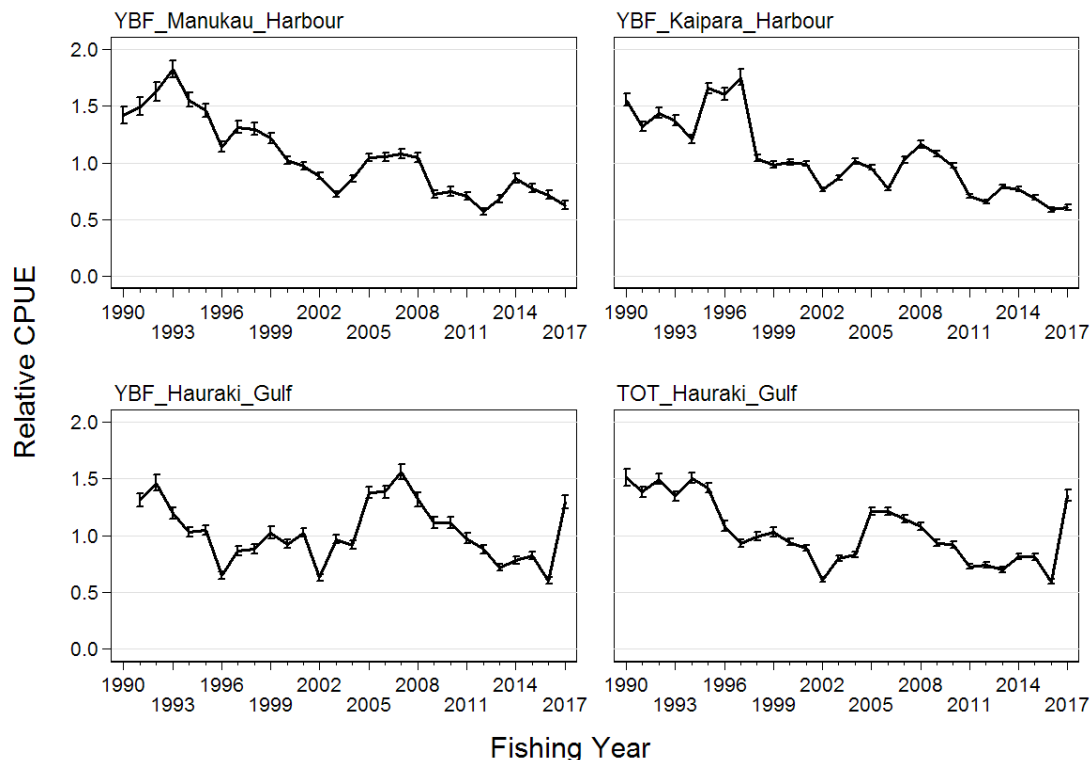 YBF_Manukau_Harbour
YBF_Kaipara_Harbour
2.0
1.5
1.0
0.5
0.0
1990 1996 2002 2008 2014
1993 1999 2005 2011 2017
1990 1996 2002 2008 2014
1993 1999 2005 2011 2017
Relative CPUE
YBF_Hauraki_Gulf
TOT_Hauraki_Gulf
2.0
1.5
1.0
0.5
0.0
1990 1996 2002 2008 2014
1993 1999 2005 2011 2017
1990 1996 2002 2008 2014
1993 1999 2005 2011 2017
Fishing Year